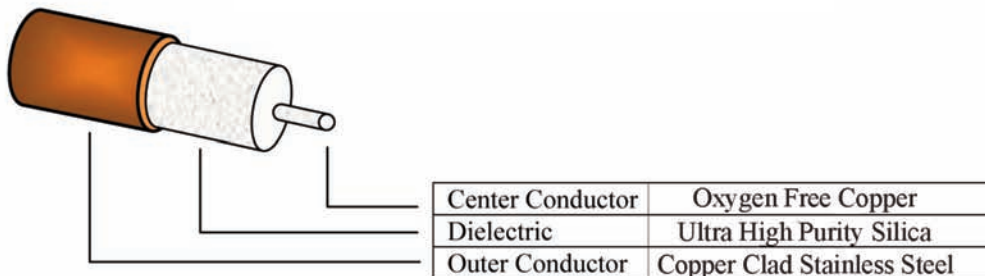 Center Conductor Oxygen Free Copper
Dielectric Ultra High Purity Silica
Outer Conductor Copper Clad Stainless Steel